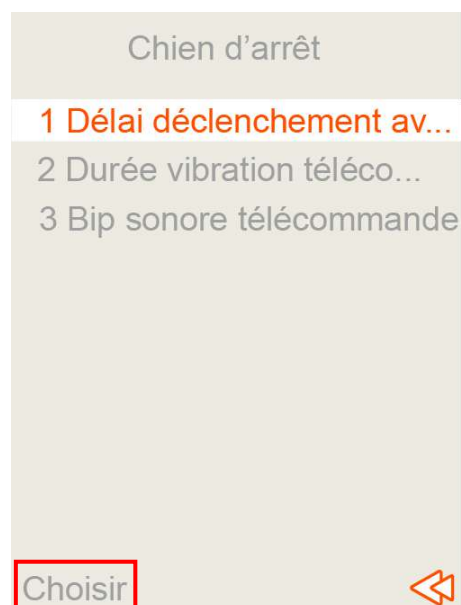 Chien d’arrêt
1 Délai déclenchement av...
2 Durée vibration téléco...
3 Bip sonore télécommande
Choisir